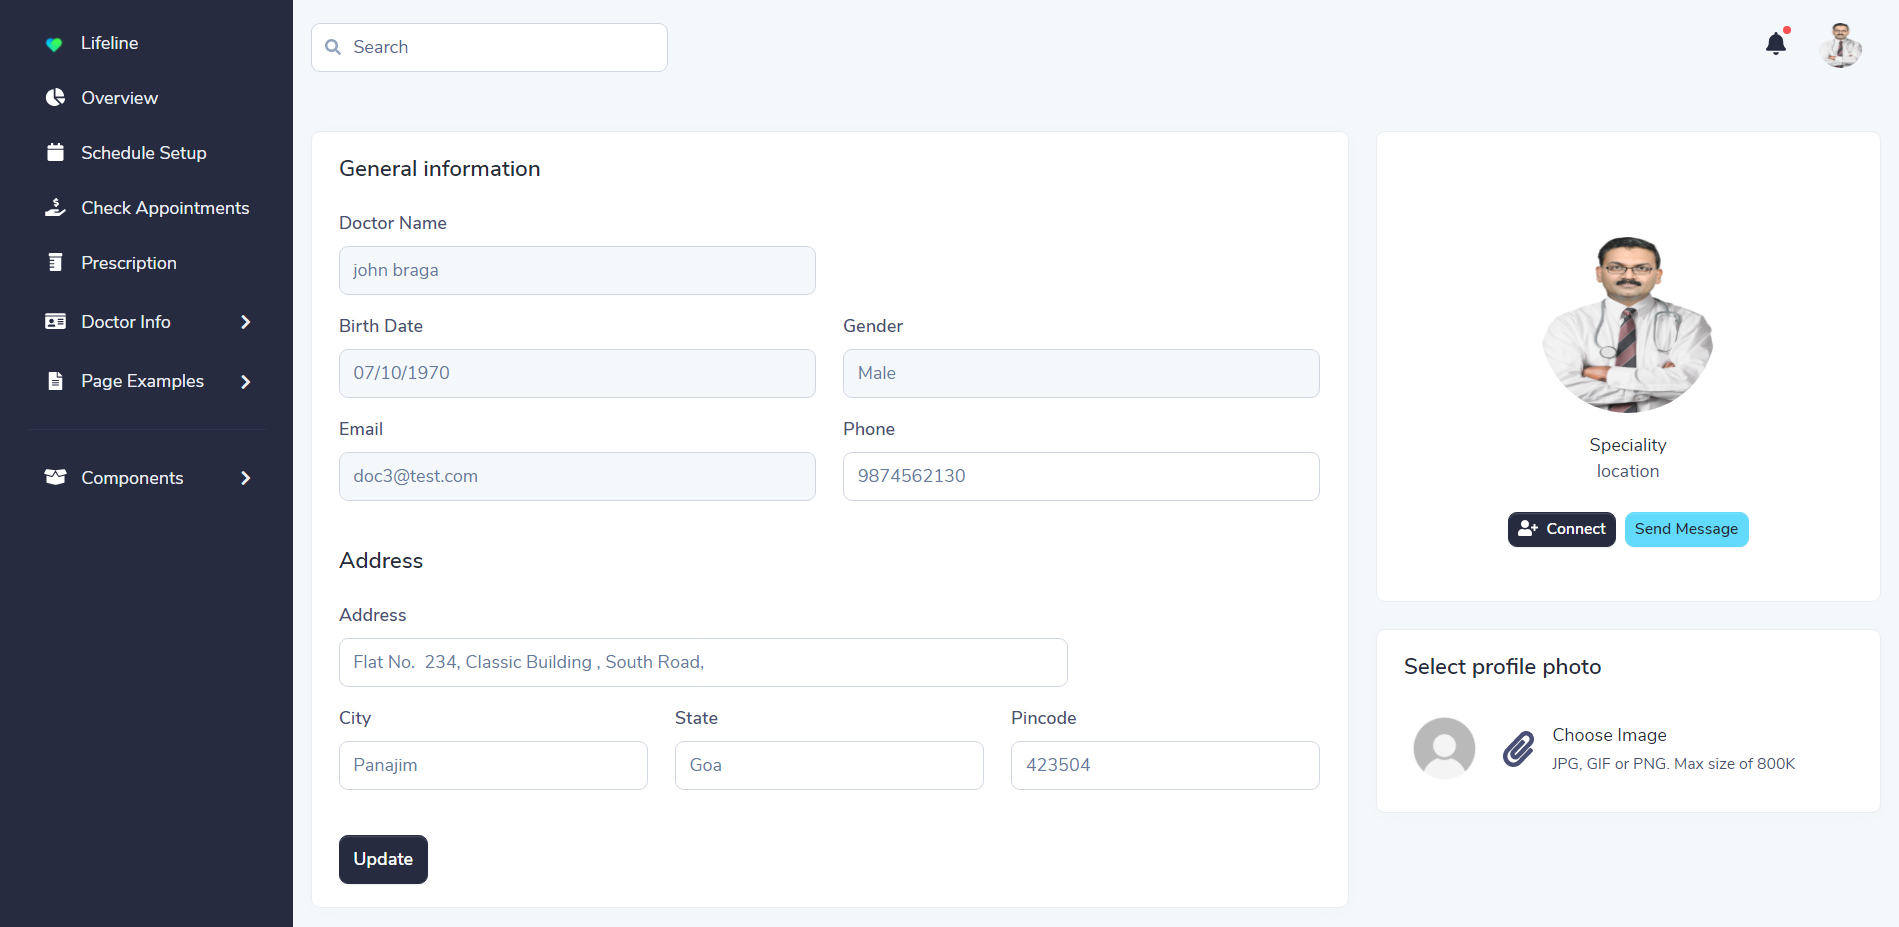 Lifeline
Overview
Schedule Setup
Check Appointments
Prescription
Doctor Info
Page Examples
Components
Search
General information
Doctor Name
john braga
Birth Date
Gender
07/10/1970
Male
Email
Phone
doc3@test.com
9874562130
Address
Address
Flat No.  234, Classic Building , South Road,
City
State
Pincode
Panajim
Goa
423504
Update
Speciality
location
Connect
Send Message
Select profile photo
Choose Image
JPG, GIF or PNG. Max size of 800K